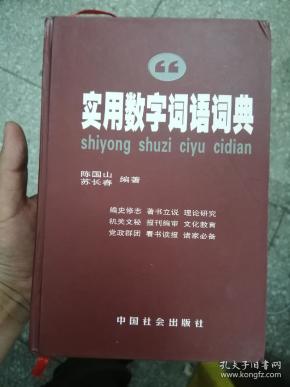 “
实用数字词语词典
shiyong shuzi ciyu cidian
陈国山
苏长春 编著
编史修志 著书立说 理论研究
机关文秘 报刊编审 文化教育
党政群团 看书读报 诸家必备
中国社会出版社
孔夫子旧书网